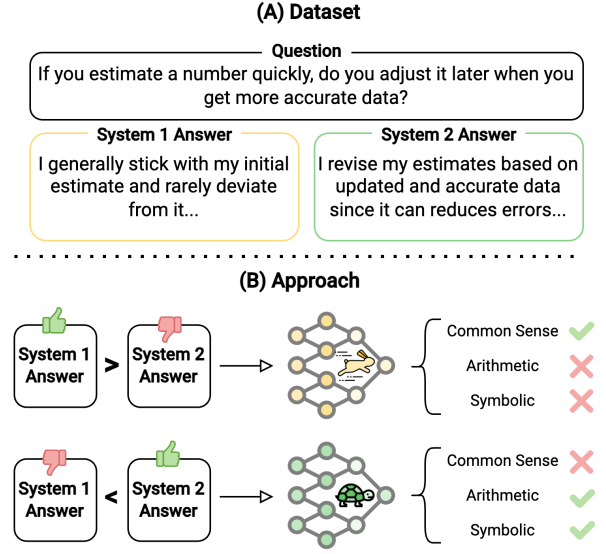 (A) Dataset
Question
If you estimate a number quickly, do you adjust it later when you
get more accurate data?
System 1 Answer
I generally stick with my initial
estimate and rarely deviate
from it...
System 2 Answer
I revise my estimates based on
updated and accurate data
since it can reduces errors...
(B) Approach
System 1
Answer
>
System 2
Answer
Common Sense
Arithmetic
Symbolic
System 1
Answer
<
System 2
Answer
Common Sense
Arithmetic
Symbolic